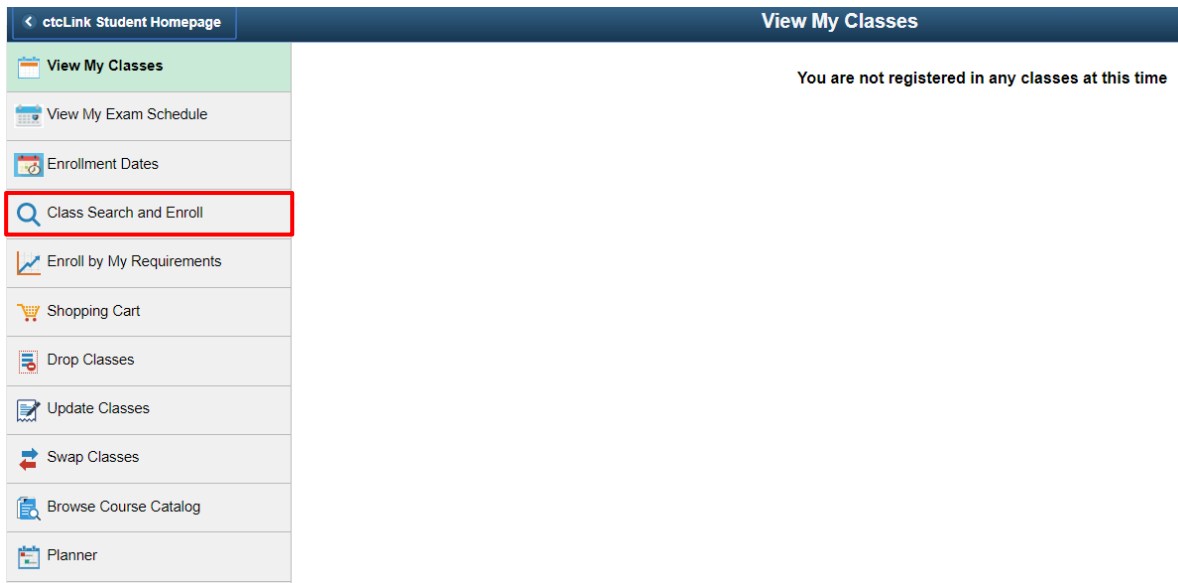 ctcLink Student Homepage
View My Classes
View My Classes
You are not registered in any classes at this time
View My Exam Schedule
Enrollment Dates
Class Search and Enroll
Enroll by My Requirements
Shopping Cart
Drop Classes
Update Classes
Swap Classes
Browse Course Catalog
Planner